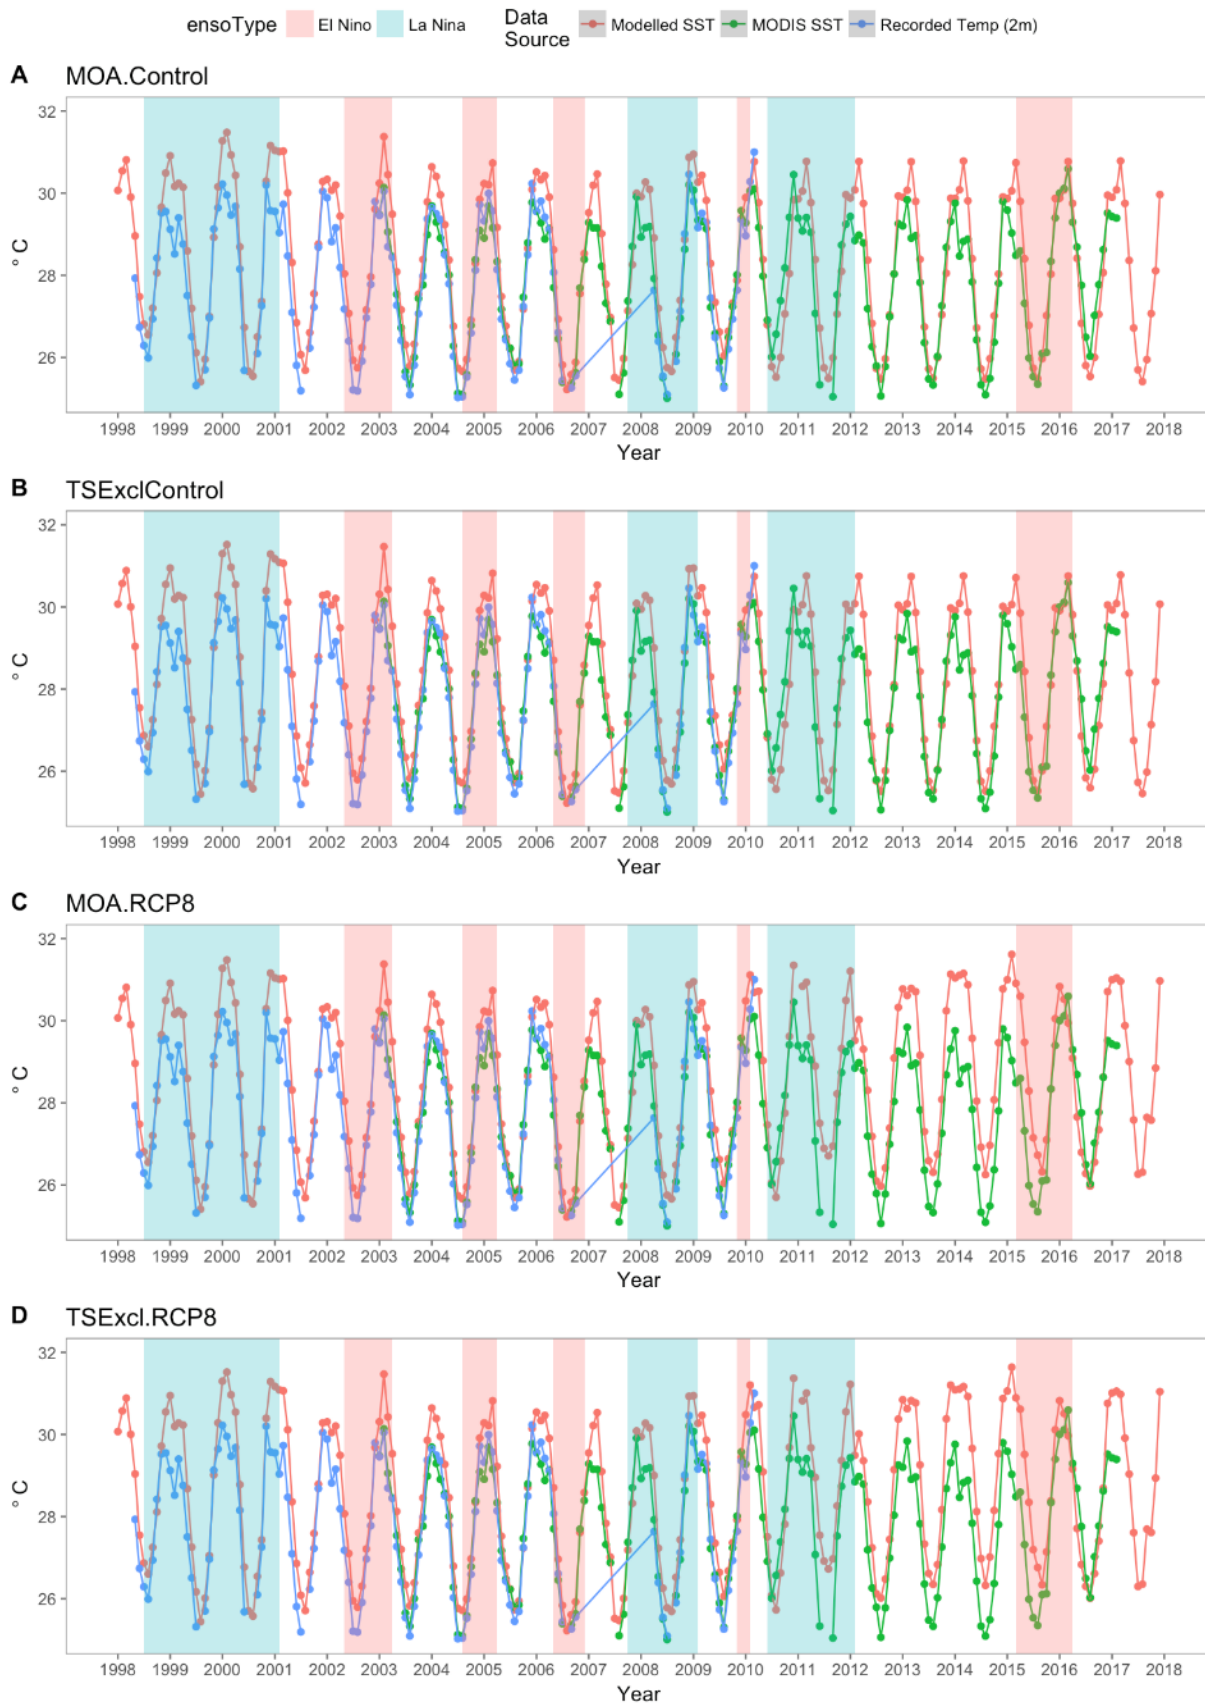 ensoType El Nino La Nina Data Source Modelled SST MODIS SST Recorded Temp (2m)
A MOA.Control
32
30
28
26
° C
1998 1999 2000 2001 2002 2003 2004 2005 2006 2007 2008 2009 2010 2011 2012 2013 2014 2015 2016 2017 2018
Year
B TSExclControl
32
30
28
26
° C
1998 1999 2000 2001 2002 2003 2004 2005 2006 2007 2008 2009 2010 2011 2012 2013 2014 2015 2016 2017 2018
Year
C MOA.RCP8
32
30
28
26
° C
1998 1999 2000 2001 2002 2003 2004 2005 2006 2007 2008 2009 2010 2011 2012 2013 2014 2015 2016 2017 2018
Year
D TSExcl.RCP8
32
30
28
26
° C
1998 1999 2000 2001 2002 2003 2004 2005 2006 2007 2008 2009 2010 2011 2012 2013 2014 2015 2016 2017 2018
Year